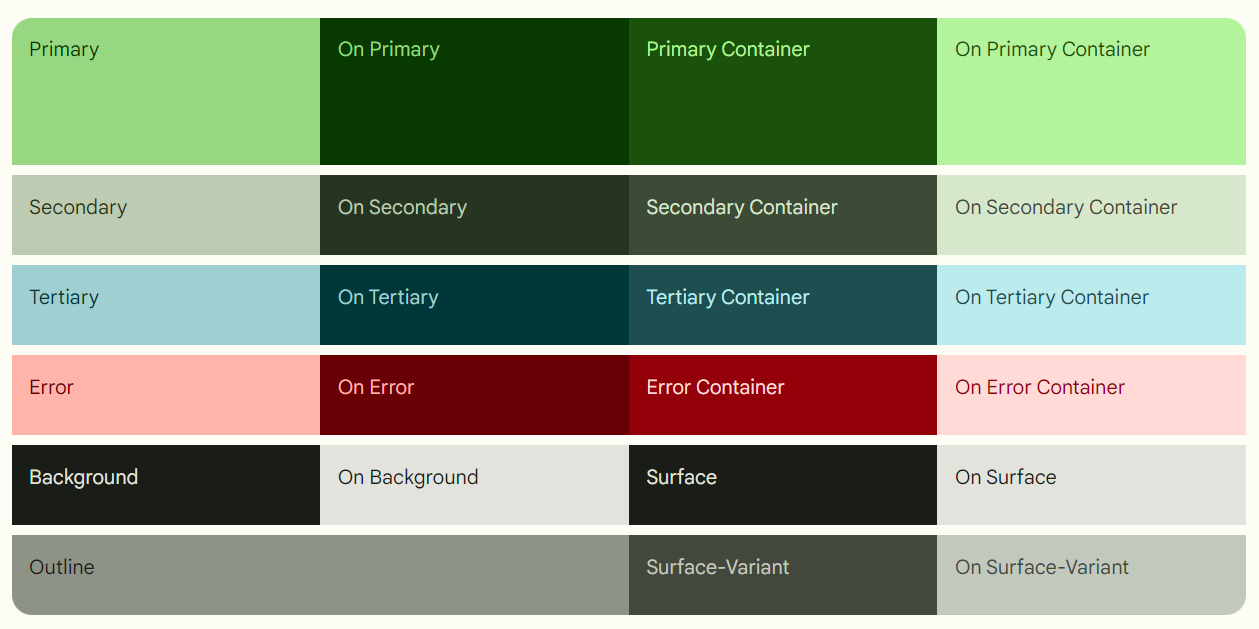 Primary
On Primary
Primary Container
On Primary Container
Secondary
On Secondary
Secondary Container
On Secondary Container
Tertiary
On Tertiary
Tertiary Container
On Tertiary Container
Error
On Error
Error Container
On Error Container
Background
On Background
Surface
On Surface
Outline
Surface-Variant
On Surface-Variant